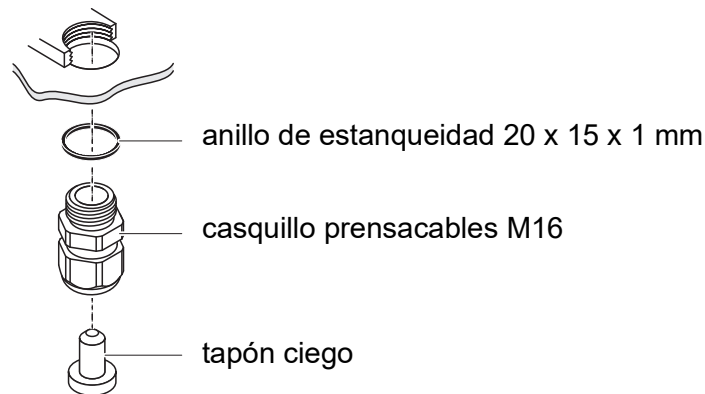 anillo de estanqueidad 20 x 15 x 1 mm
casquillo prensacables M16
tapón ciego